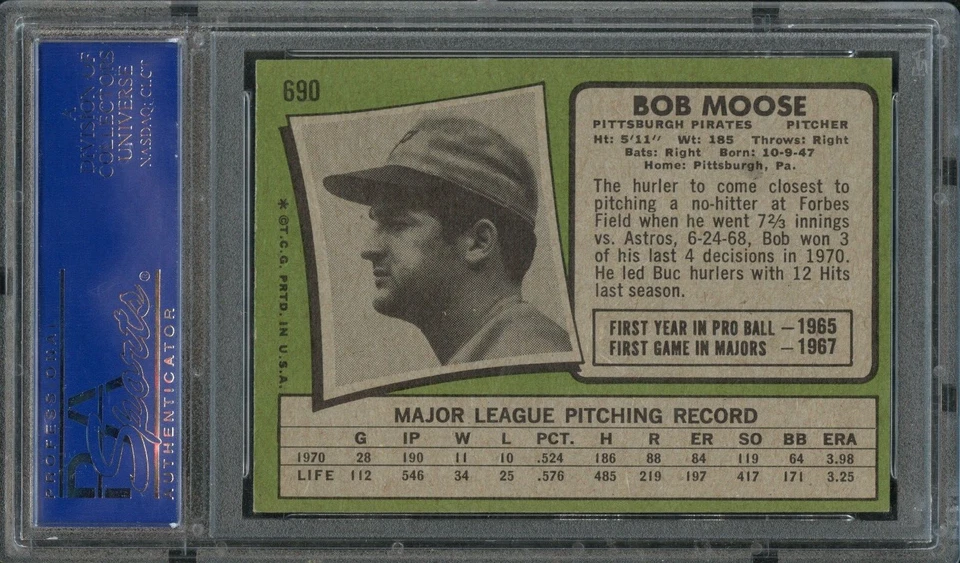 A
DIVISION OF
COLLECTORS
UNIVERSE
NASDAQ: CLCT
PSA
Sports
AUTHENTICATOR
690
* ©T.C.G. PRTD. IN U.S.A.
BOB MOOSE
PITTSBURGH PIRATES PITCHER
Ht: 5'11" Wt: 185 Throws: Right
Bats: Right Born: 10-9-47
Home: Pittsburgh, Pa.
The hurler to come closest to
pitching a no-hitter at Forbes
Field when he went 7⅔ innings
vs. Astros, 6-24-68, Bob won 3
of his last 4 decisions in 1970.
He led Buc hurlers with 12 Hits
last season.
FIRST YEAR IN PRO BALL — 1965
FIRST GAME IN MAJORS — 1967
MAJOR LEAGUE PITCHING RECORD
G IP W L PCT. H R ER SO BB ERA
1970 28 190 11 10 .524 186 88 84 119 64 3.98
LIFE 112 546 34 25 .576 485 219 197 417 171 3.25